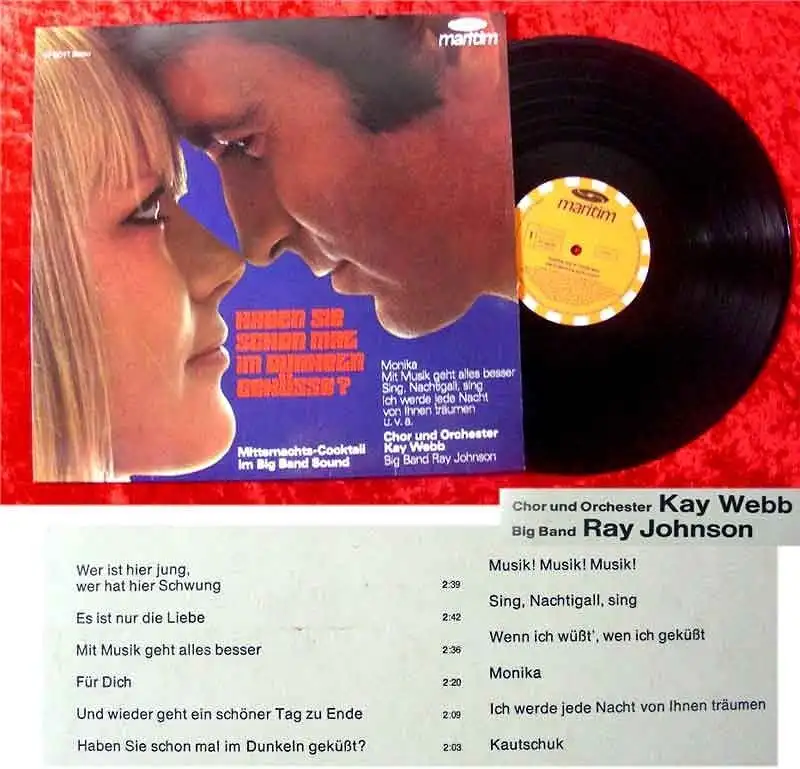 maritim
HABEN SIE
SCHON MAL
IM DUNKELN
GEKÜSST?
Monika
Mit Musik geht alles besser
Sing, Nachtigall, sing
Ich werde jede Nacht
von Ihnen träumen
u. v. a.
Mitternachts-Cocktail
im Big Band Sound
Chor und Orchester
Kay Webb
Big Band Ray Johnson
maritim
1
Chor und Orchester Kay Webb
Big Band Ray Johnson
Wer ist hier jung,
wer hat hier Schwung 2:39
Es ist nur die Liebe 2:42
Mit Musik geht alles besser 2:36
Für Dich 2:20
Und wieder geht ein schöner Tag zu Ende 2:09
Haben Sie schon mal im Dunkeln geküßt? 2:03
Musik! Musik! Musik!
Sing, Nachtigall, sing
Wenn ich wüßt', wen ich geküßt
Monika
Ich werde jede Nacht von Ihnen träumen
Kautschuk